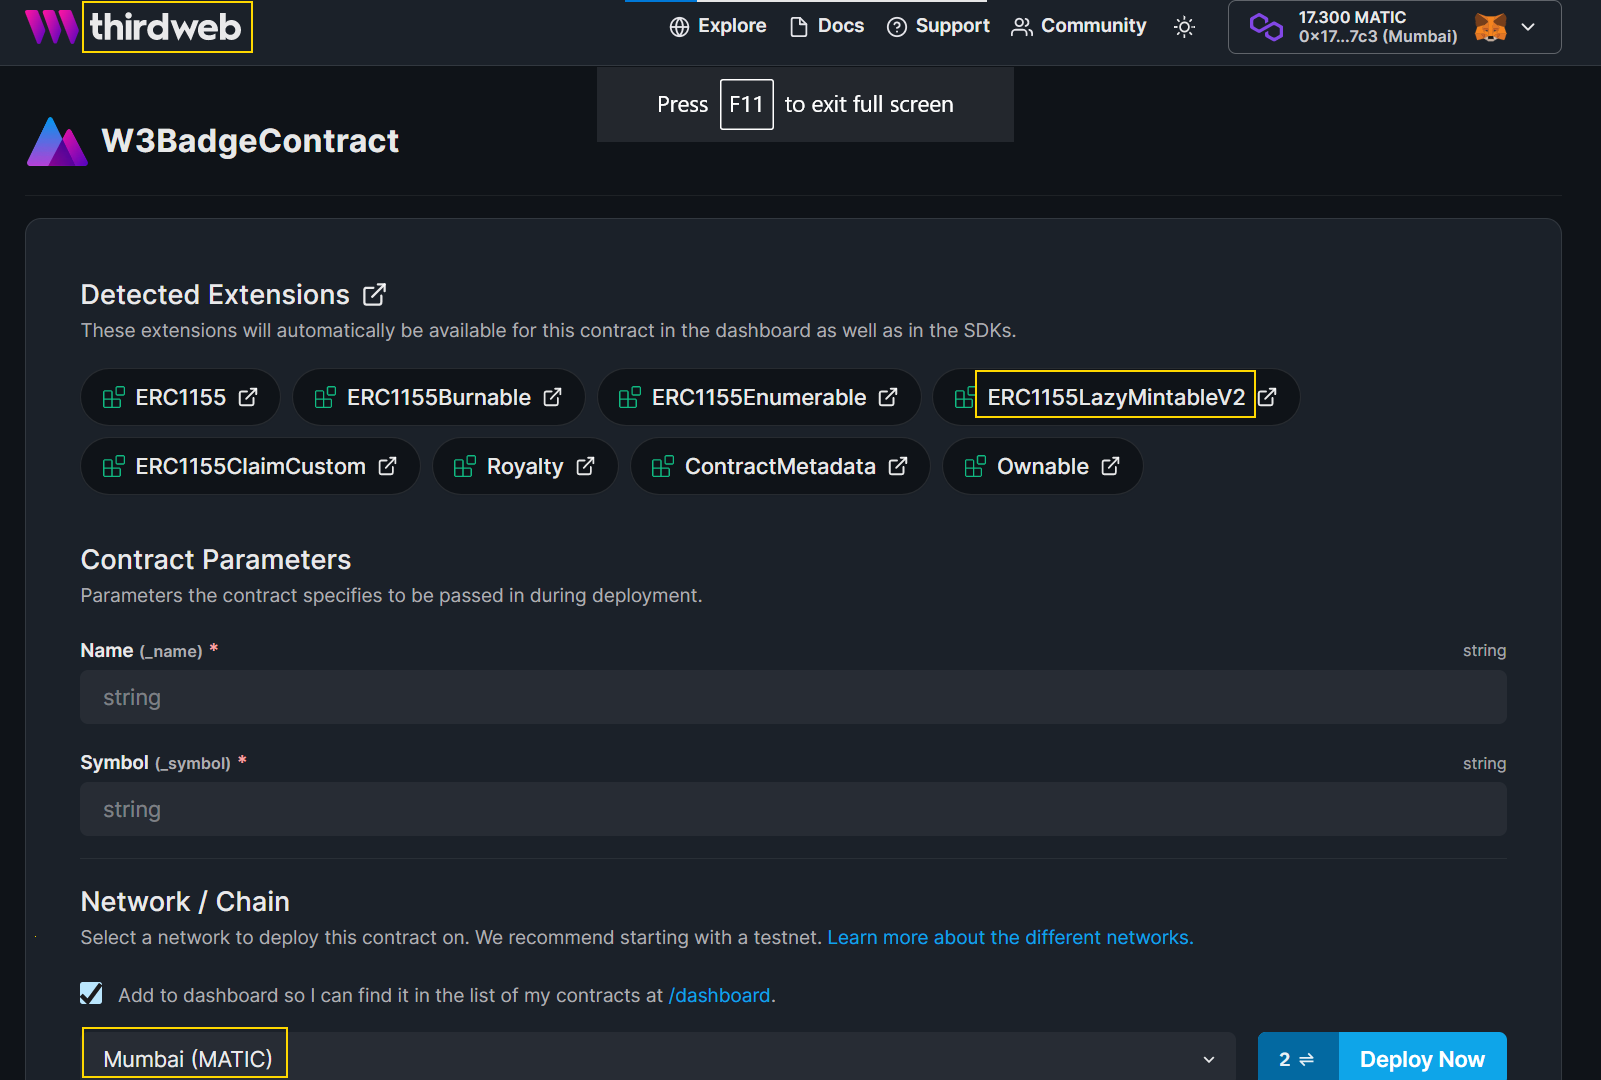 thirdweb
Explore Docs Support Community
17.300 MATIC
0x17...7c3 (Mumbai)
Press F11 to exit full screen
W3BadgeContract
Detected Extensions
These extensions will automatically be available for this contract in the dashboard as well as in the SDKs.
ERC1155 ERC1155Burnable ERC1155Enumerable ERC1155LazyMintableV2
ERC1155ClaimCustom Royalty ContractMetadata Ownable
Contract Parameters
Parameters the contract specifies to be passed in during deployment.
Name (_name) * string
string
Symbol (_symbol) * string
string
Network / Chain
Select a network to deploy this contract on. We recommend starting with a testnet. Learn more about the different networks.
Add to dashboard so I can find it in the list of my contracts at /dashboard.
Mumbai (MATIC) 2 ⇌ Deploy Now